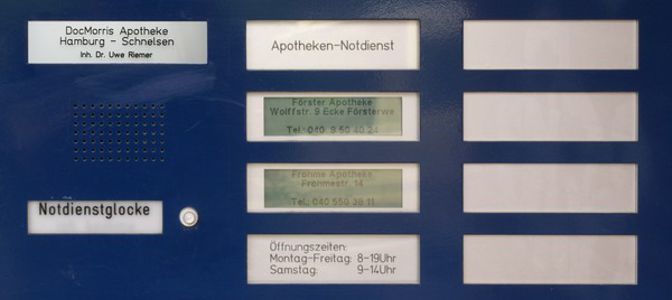 DocMorris Apotheke
Hamburg - Schnelsen
Inh. Dr. Uwe Riemer
Notdienstglocke
Apotheken-Notdienst
Förster Apotheke
Wolffstr. 9 Ecke Försterwe
Tel.: 040 8 50 40 24
Frohme Apotheke
Frohmestr. 14
Tel.: 040 550 38 11
Öffnungszeiten:
Montag-Freitag: 8-19Uhr
Samstag: 9-14Uhr